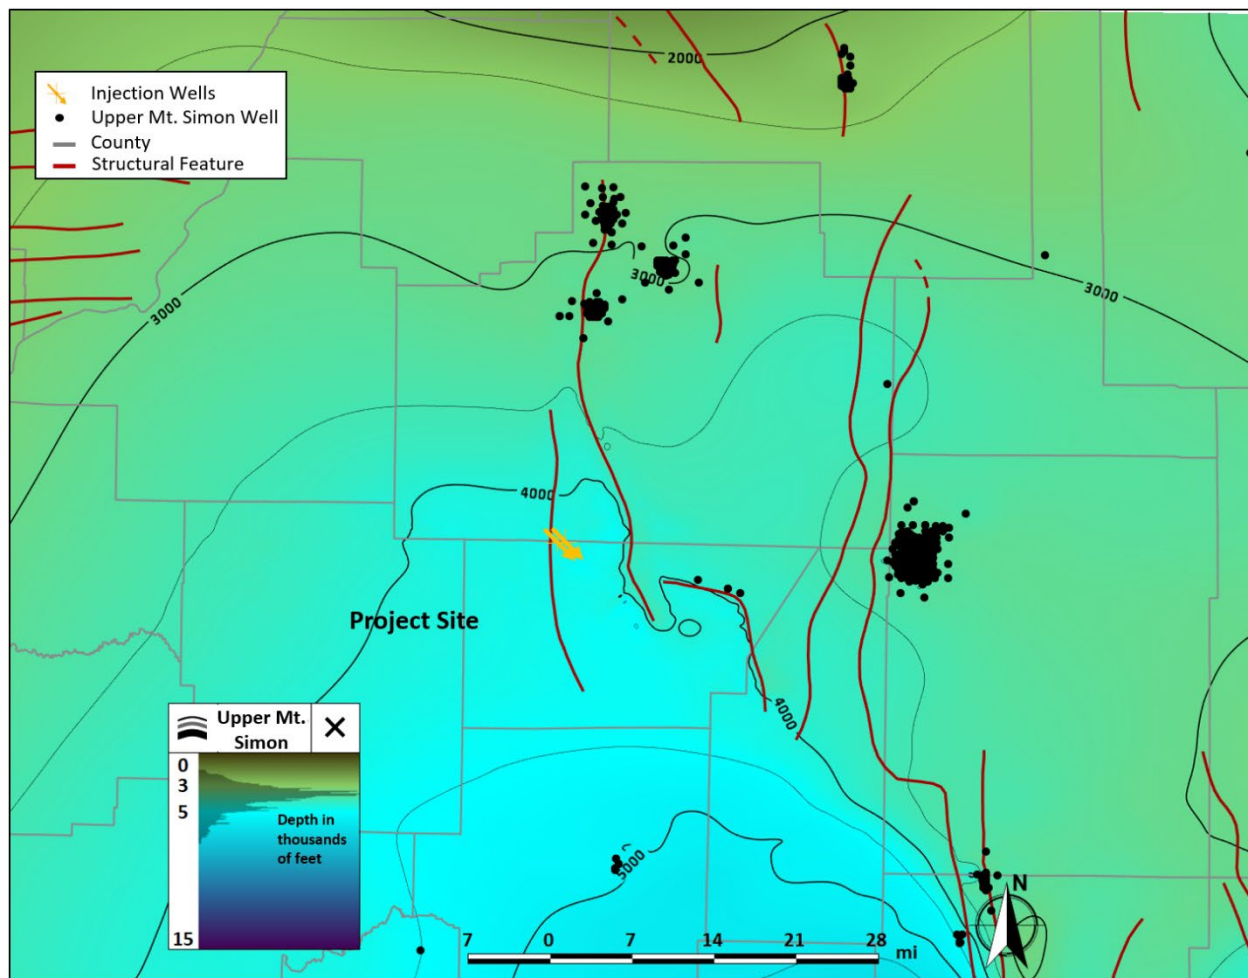 2000
Injection Wells
Upper Mt. Simon Well
County
Structural Feature
3000
3000
3000
4000
Project Site
4000
Upper Mt.
Simon
0
3
5
Depth in
thousands
of feet
15
5000
N
7 0 7 14 21 28 mi